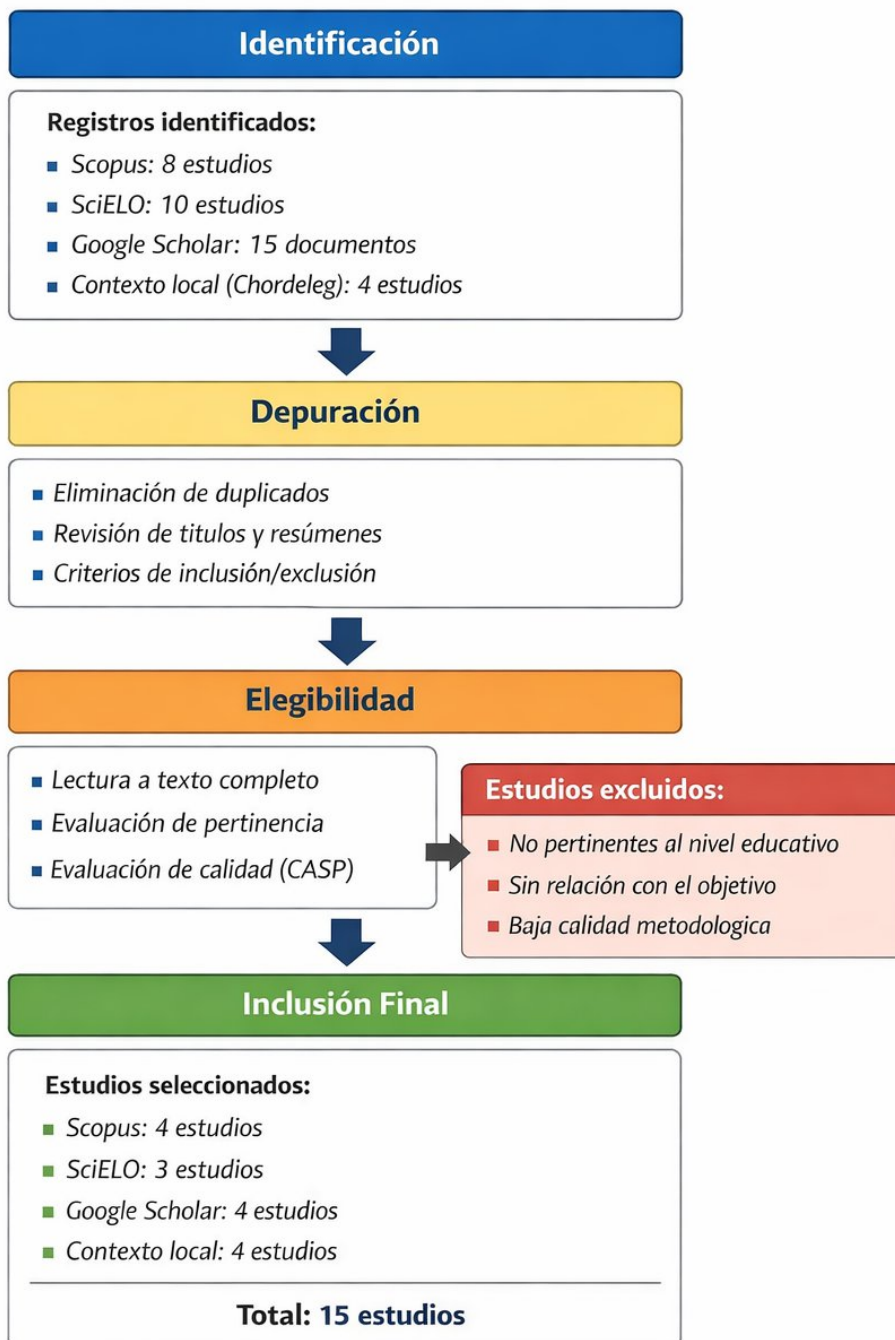 Identificación
Registros identificados:
Scopus: 8 estudios
SciELO: 10 estudios
Google Scholar: 15 documentos
Contexto local (Chordeleg): 4 estudios
Depuración
Eliminación de duplicados
Revisión de titulos y resúmenes
Criterios de inclusión/exclusión
Elegibilidad
Lectura a texto completo
Evaluación de pertinencia
Evaluación de calidad (CASP)
Estudios excluidos:
No pertinentes al nivel educativo
Sin relación con el objetivo
Baja calidad metodologica
Inclusión Final
Estudios seleccionados:
Scopus: 4 estudios
SciELO: 3 estudios
Google Scholar: 4 estudios
Contexto local: 4 estudios
Total: 15 estudios